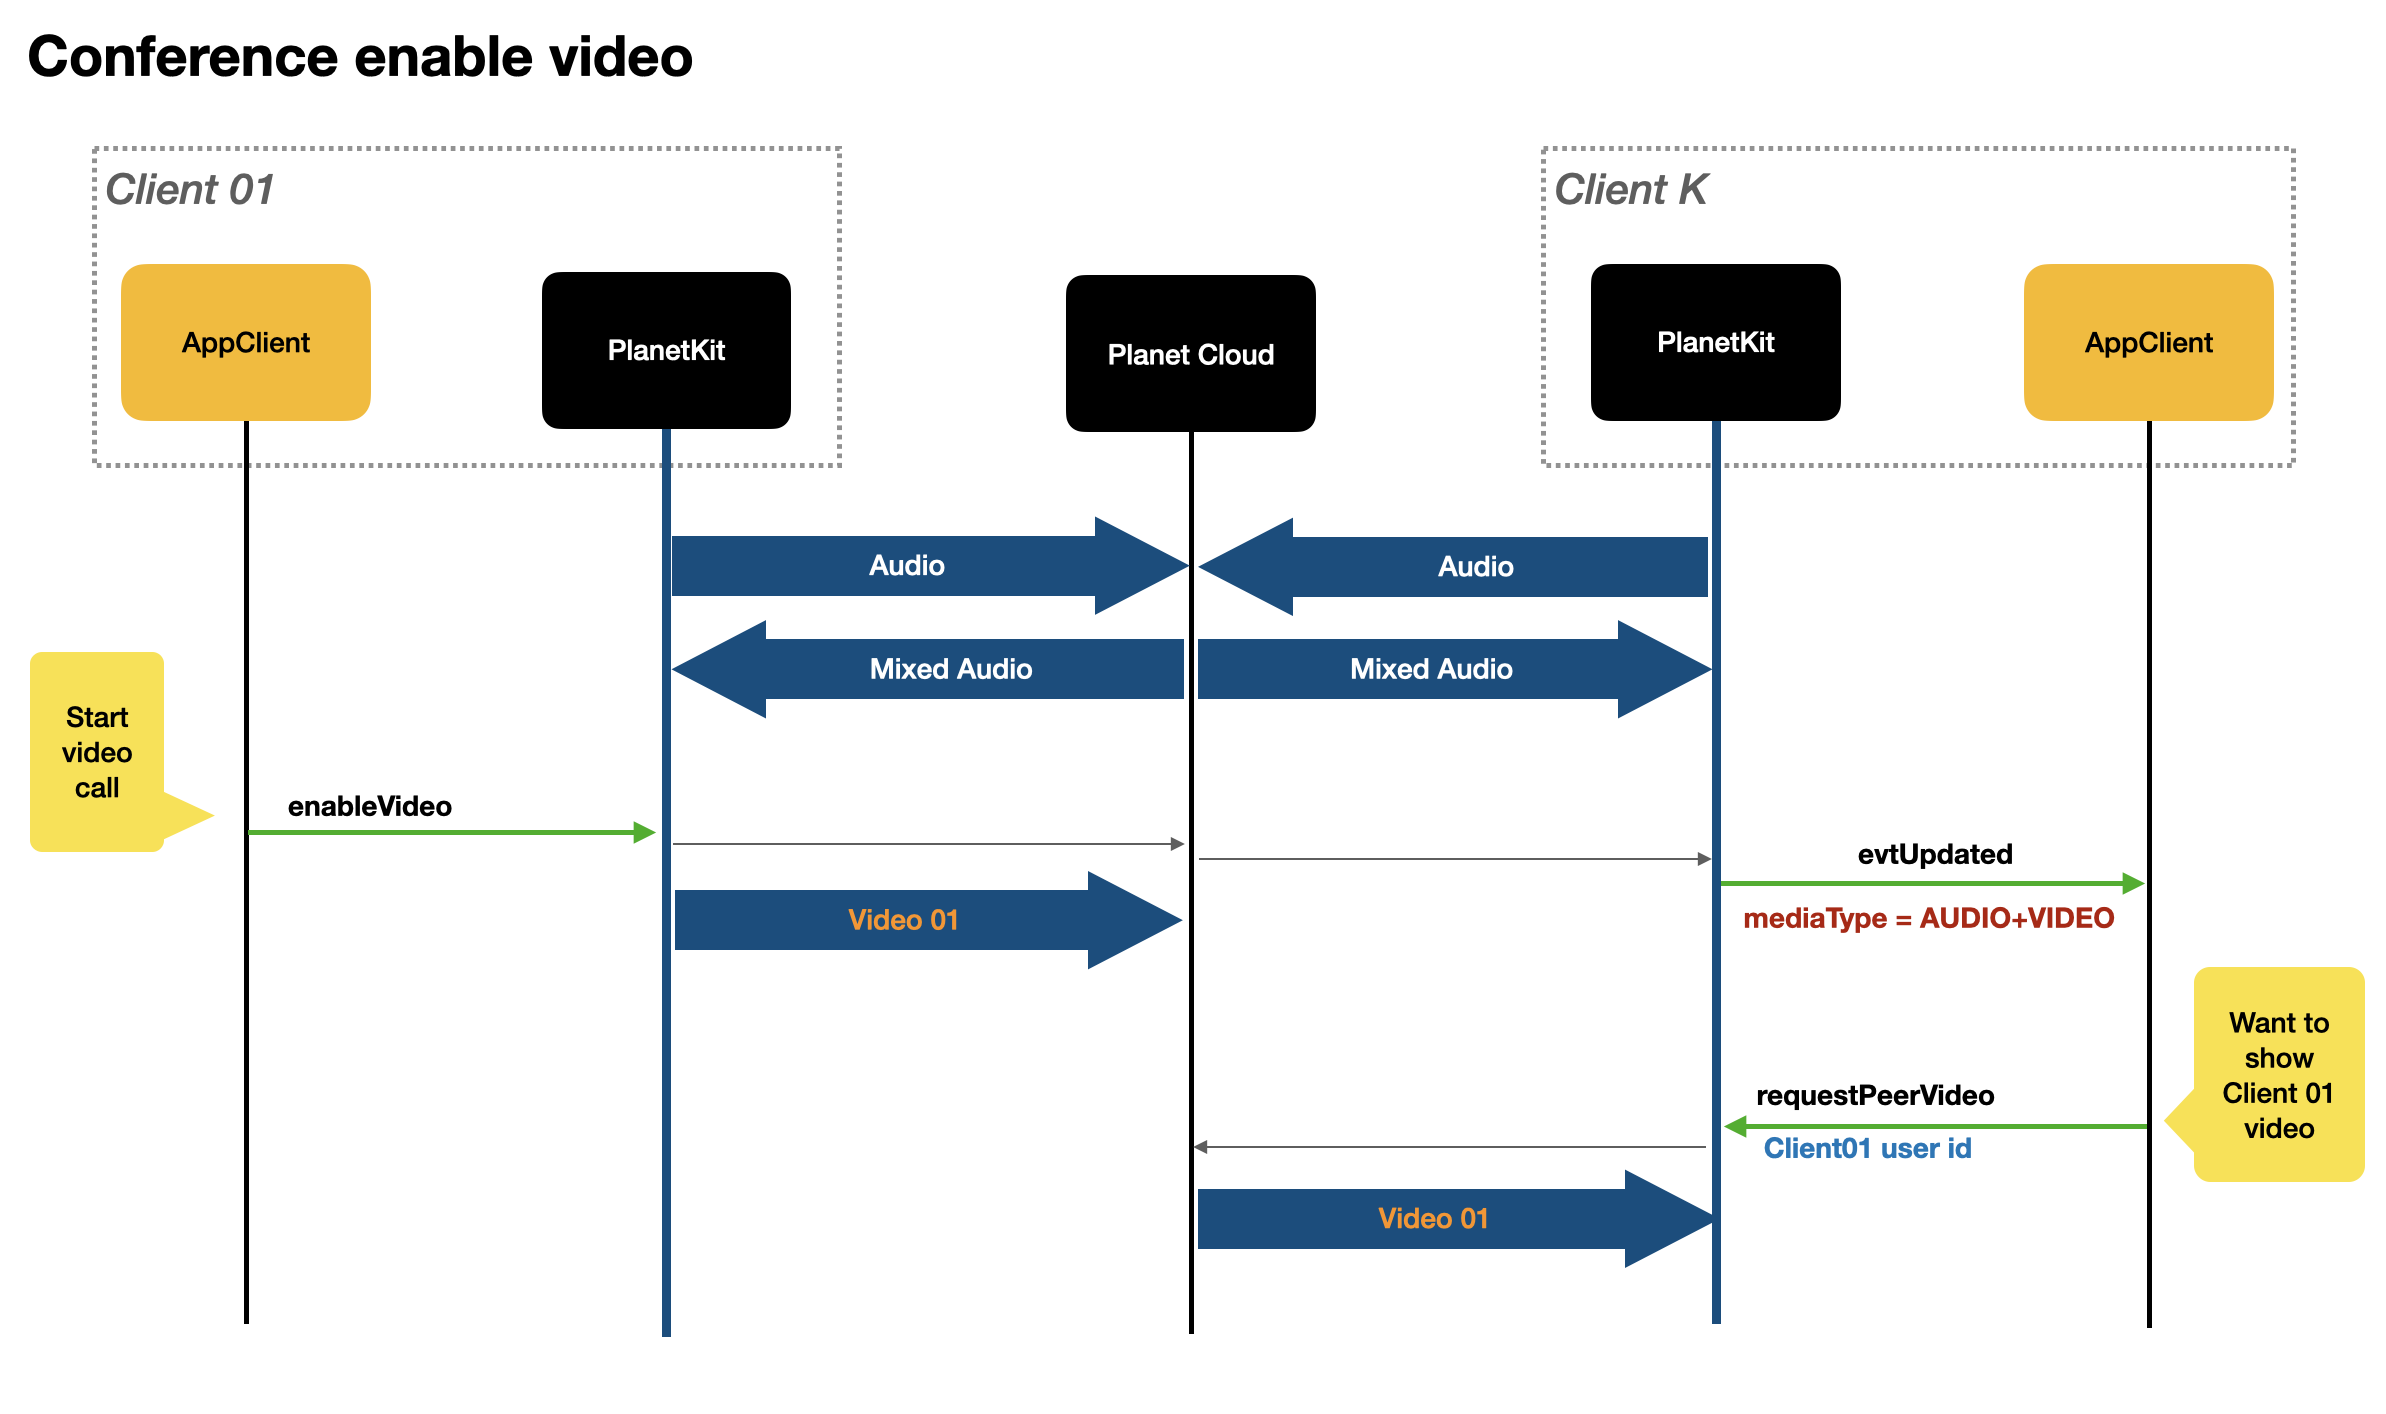 Conference enable video
Client 01
Client K
AppClient
PlanetKit
Planet Cloud
PlanetKit
AppClient
Audio
Audio
Mixed Audio
Mixed Audio
Start
video
call
enableVideo
evtUpdated
Video 01
mediaType = AUDIO+VIDEO
Want to
show
Client 01
video
requestPeerVideo
Client01 user id
Video 01